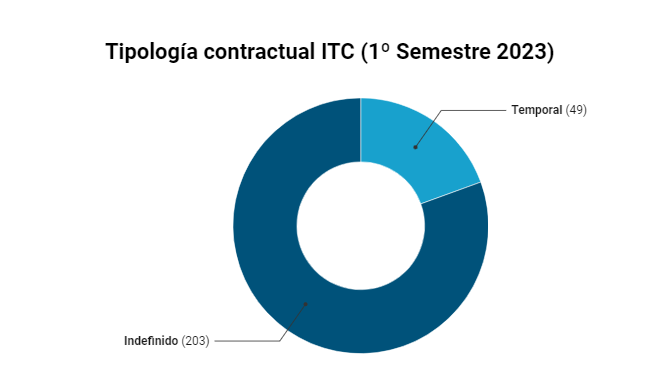 Tipología contractual ITC (1º Semestre 2023)
Temporal (49)
Indefinido (203)